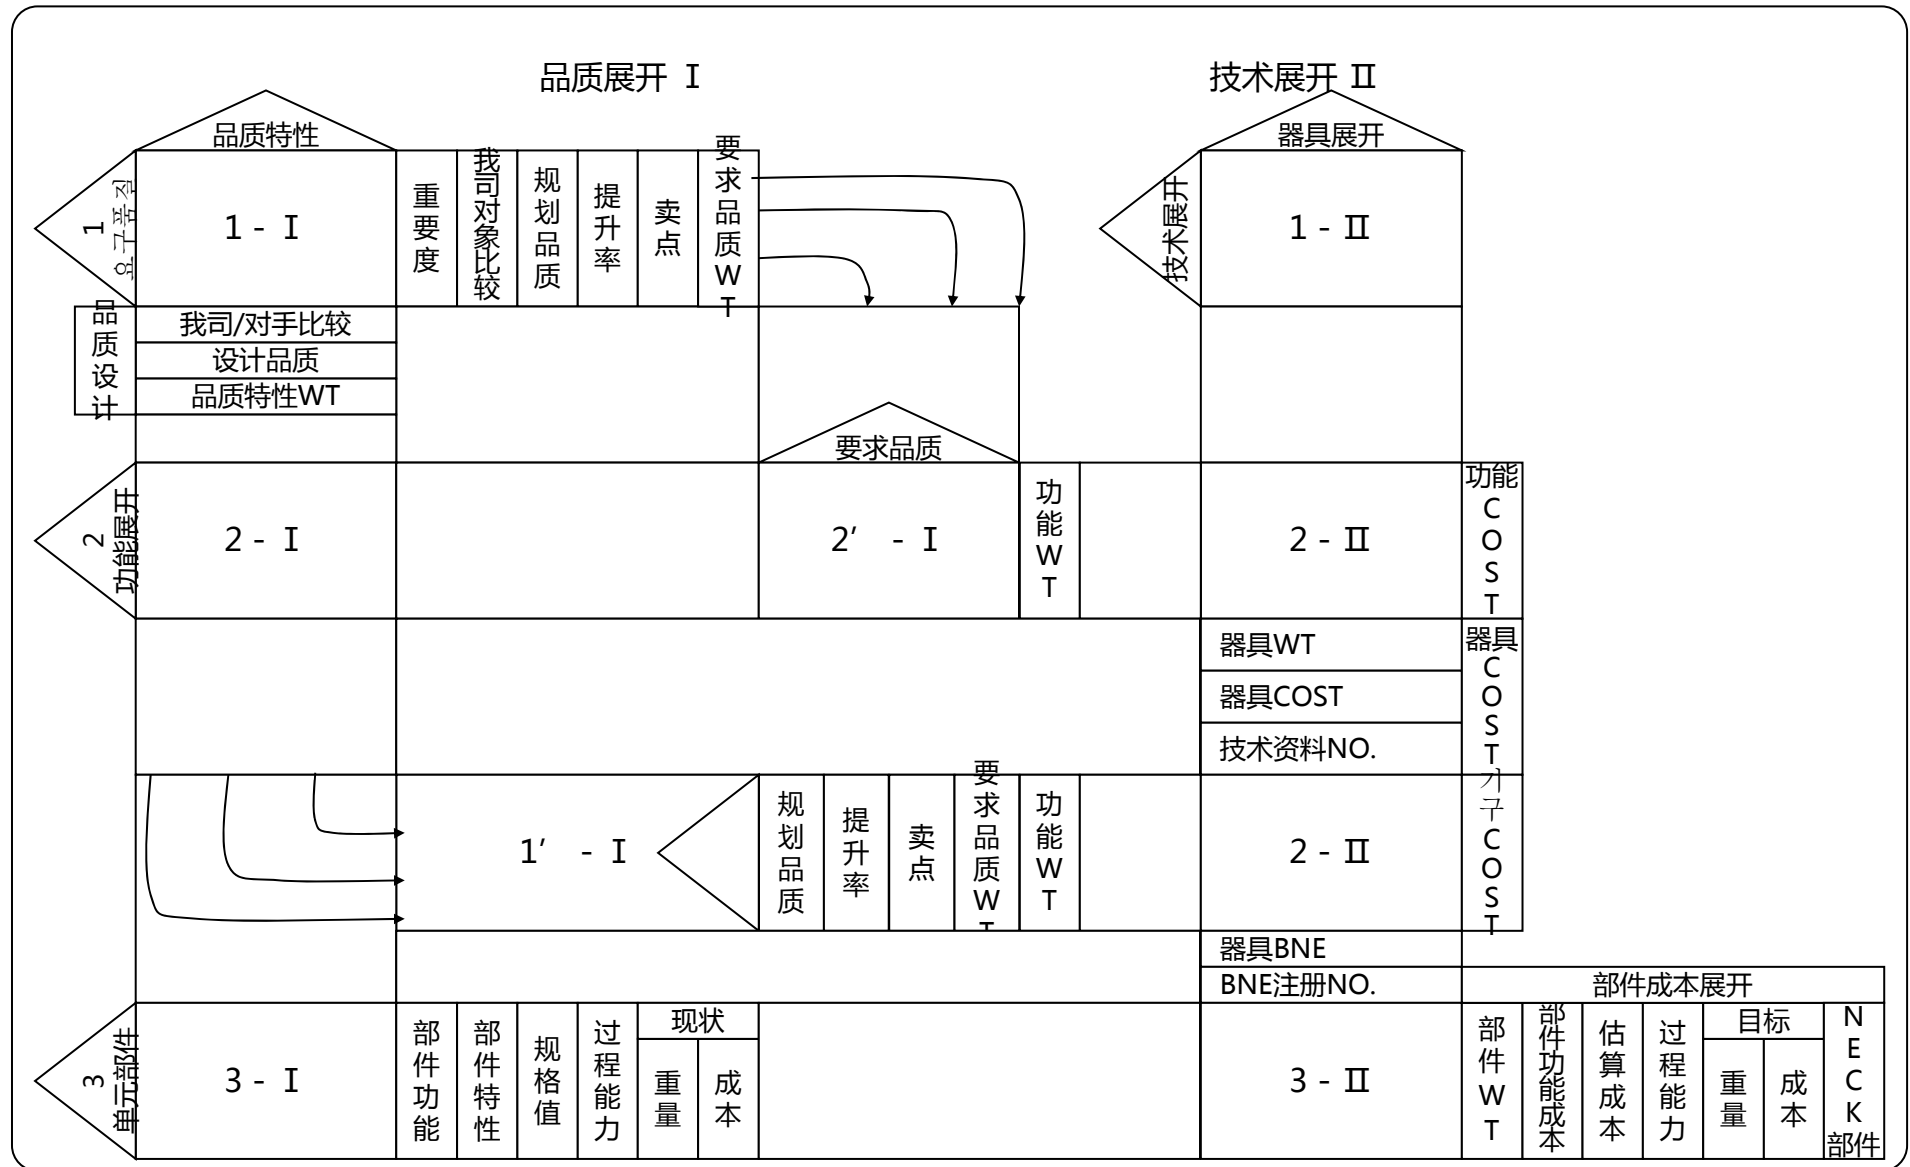 品质展开 Ⅰ
技术展开 Ⅱ
品质特性
器具展开
1
요구품질
1 - Ⅰ
重要度
我司对象比较
规划品质
提升率
卖点
要求品质WT
技术展开
1 - Ⅱ
品质设计
我司/对手比较
设计品质
品质特性WT
要求品质
2
功能展开
2 - Ⅰ
2′ - Ⅰ
功能WT
2 - Ⅱ
功能COST
器具WT
器具COST
技术资料NO.
器具COST
1′ - Ⅰ
规划品质
提升率
卖点
要求品质WT
功能WT
2 - Ⅱ
기구COST
器具BNE
BNE注册NO.
部件成本展开
3
单元部件
3 - Ⅰ
部件功能
部件特性
规格值
过程能力
现状
重量
成本
3 - Ⅱ
部件WT
部件功能成本
估算成本
过程能力
目标
重量
成本
NECK部件